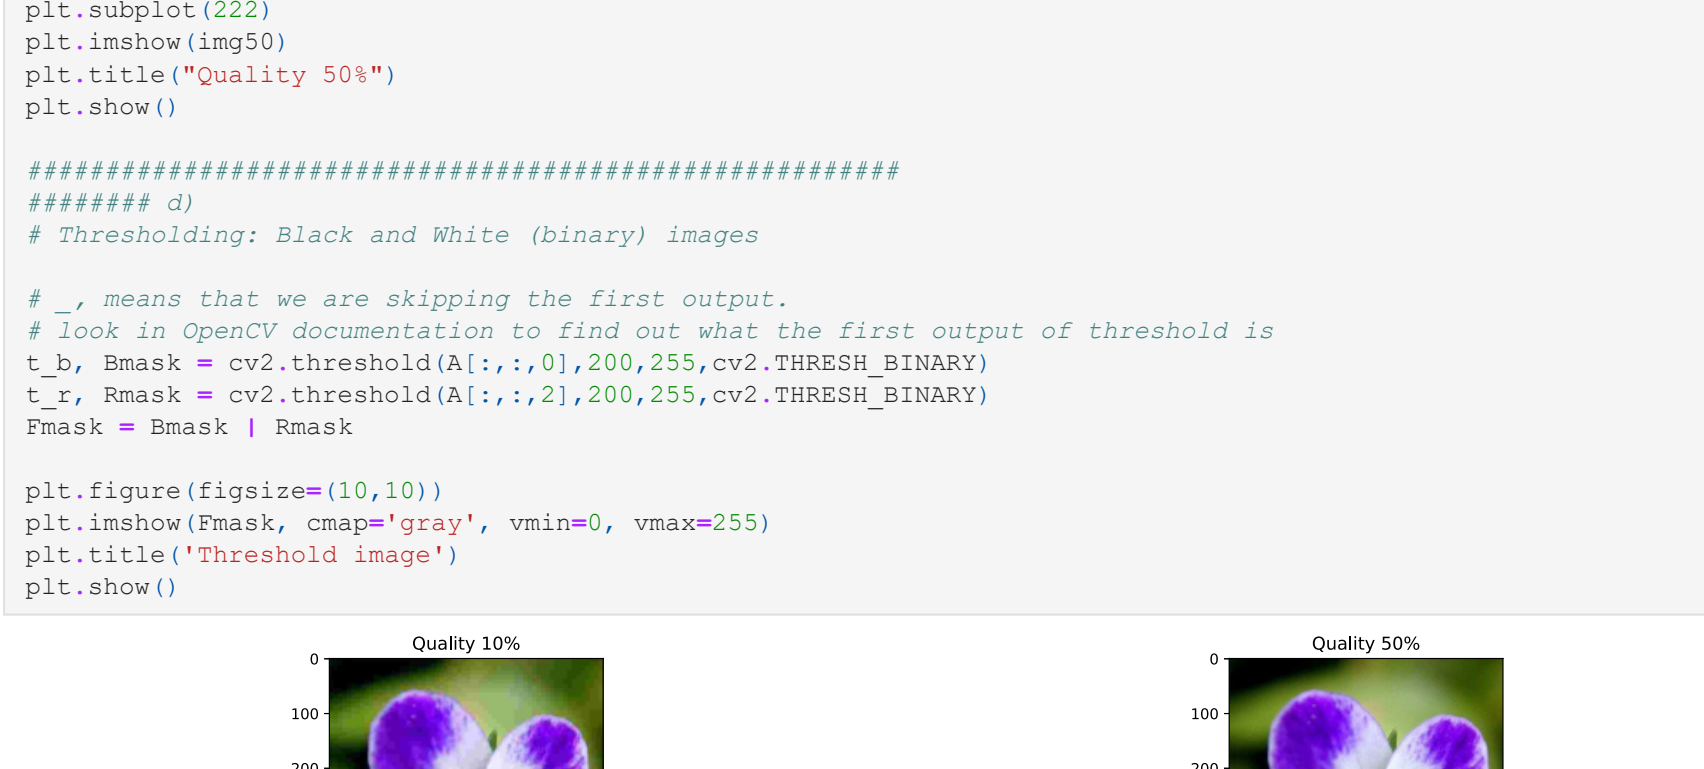 plt.subplot(222)
plt.imshow(img50)
plt.title("Quality 50%")
plt.show()
########################################################
######## d)
# Thresholding: Black and White (binary) images
# _, means that we are skipping the first output.
# look in OpenCV documentation to find out what the first output of threshold is
t_b, Bmask = cv2.threshold(A[:,:,0],200,255,cv2.THRESH_BINARY)
t_r, Rmask = cv2.threshold(A[:,:,2],200,255,cv2.THRESH_BINARY)
Fmask = Bmask | Rmask
plt.figure(figsize=(10,10))
plt.imshow(Fmask, cmap='gray', vmin=0, vmax=255)
plt.title('Threshold image')
plt.show()
Quality 10%
0
100
200
Quality 50%
0
100
200